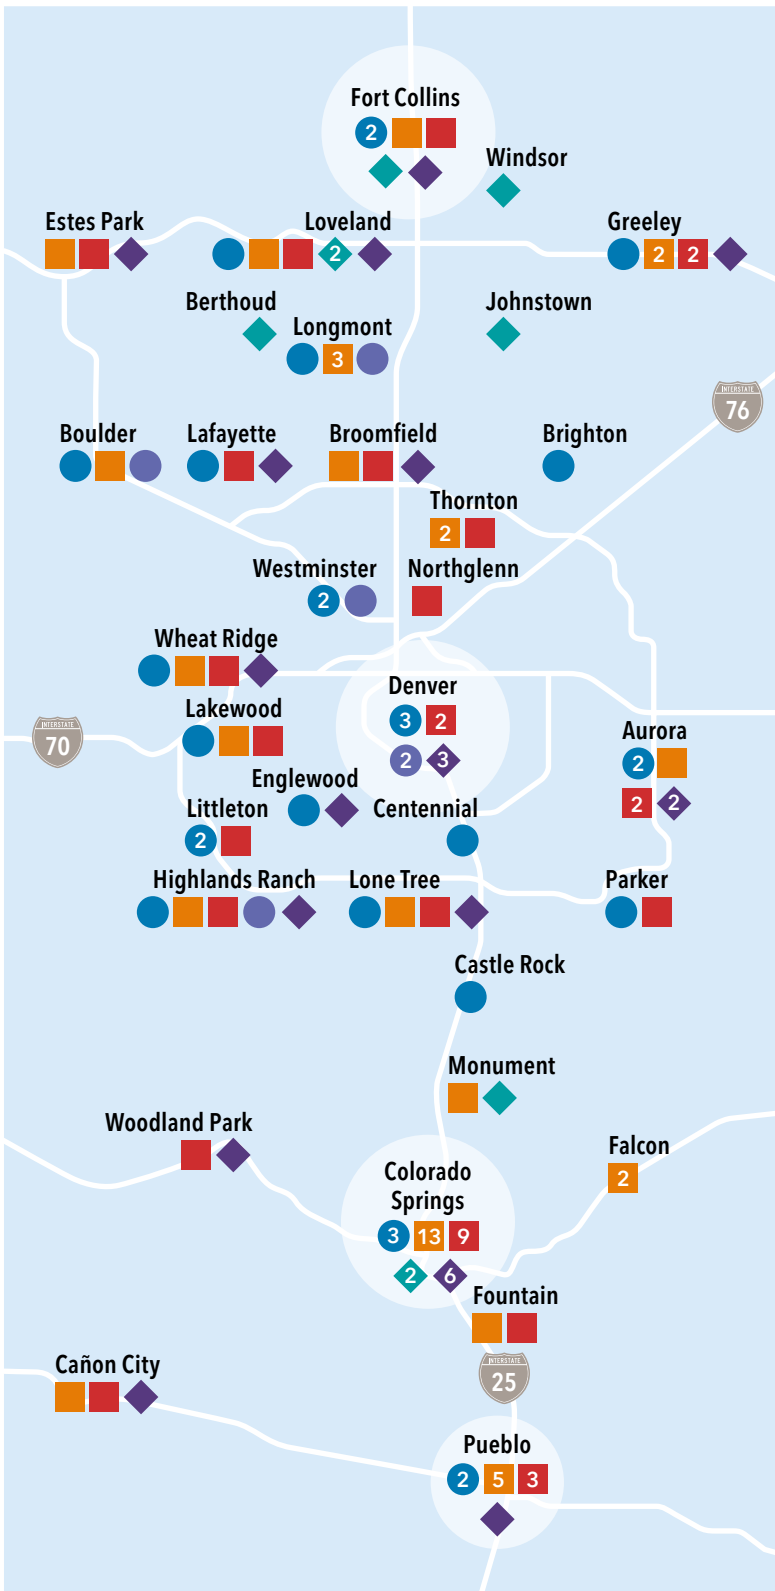 Fort Collins
2
Windsor
Estes Park
Loveland
2
Greeley
2 2
Berthoud
Johnstown
Longmont
3
INTERSTATE
76
Boulder
Lafayette
Broomfield
Brighton
Thornton
2
Westminster
2
Northglenn
Wheat Ridge
Denver
3 2
2 3
Lakewood
INTERSTATE
70
Aurora
2
2 2
Englewood
Littleton
2
Centennial
Highlands Ranch
Lone Tree
Parker
Castle Rock
Monument
Woodland Park
Falcon
2
Colorado
Springs
3 13 9
2 6
Fountain
INTERSTATE
25
Cañon City
Pueblo
2 5 3